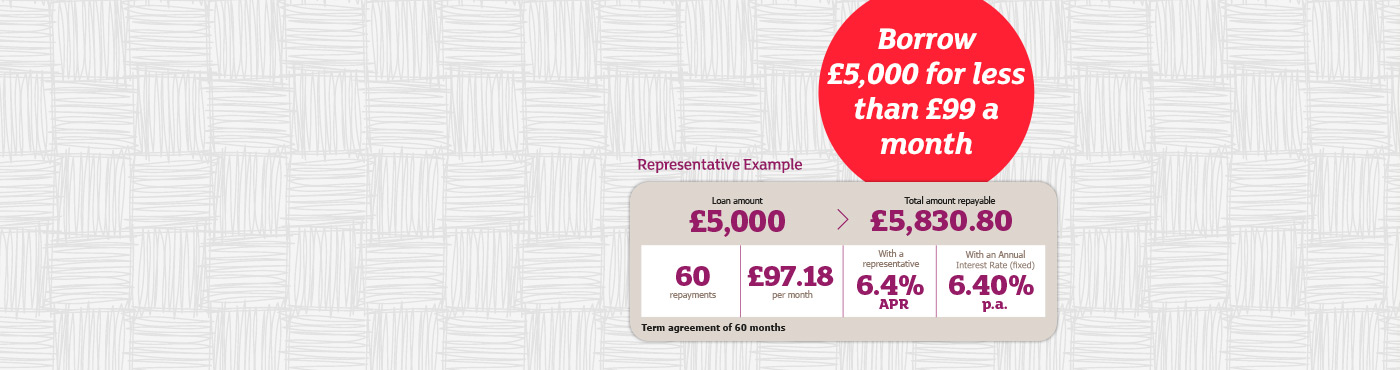 Borrow
£5,000 for less
than £99 a
month
Representative Example
Loan amount
£5,000
>
Total amount repayable
£5,830.80
60
repayments
£97.18
per month
With a
representative
6.4%
APR
With an Annual
Interest Rate (fixed)
6.40%
p.a.
Term agreement of 60 months